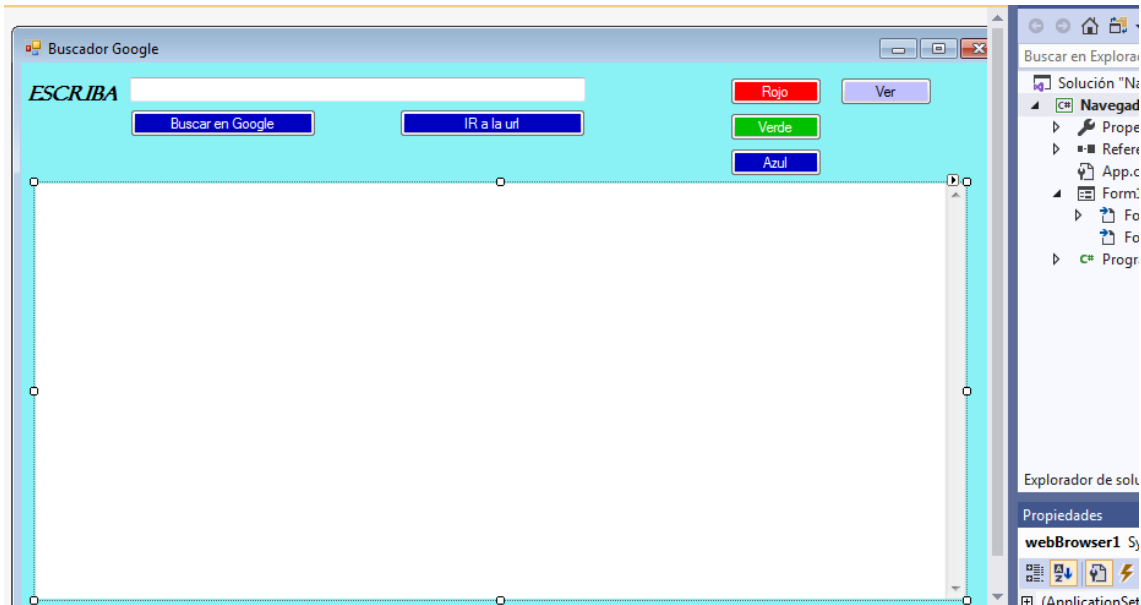 Buscador Google
ESCRIBA
Rojo
Ver
Buscar en Google
IR a la url
Verde
Azul
Buscar en Explorad
Solución "Na
C# Navegad
Prope
Refere
App.c
Form1
Fo
Fo
C# Progra
Explorador de solu
Propiedades
webBrowser1 Sy
(ApplicationSet